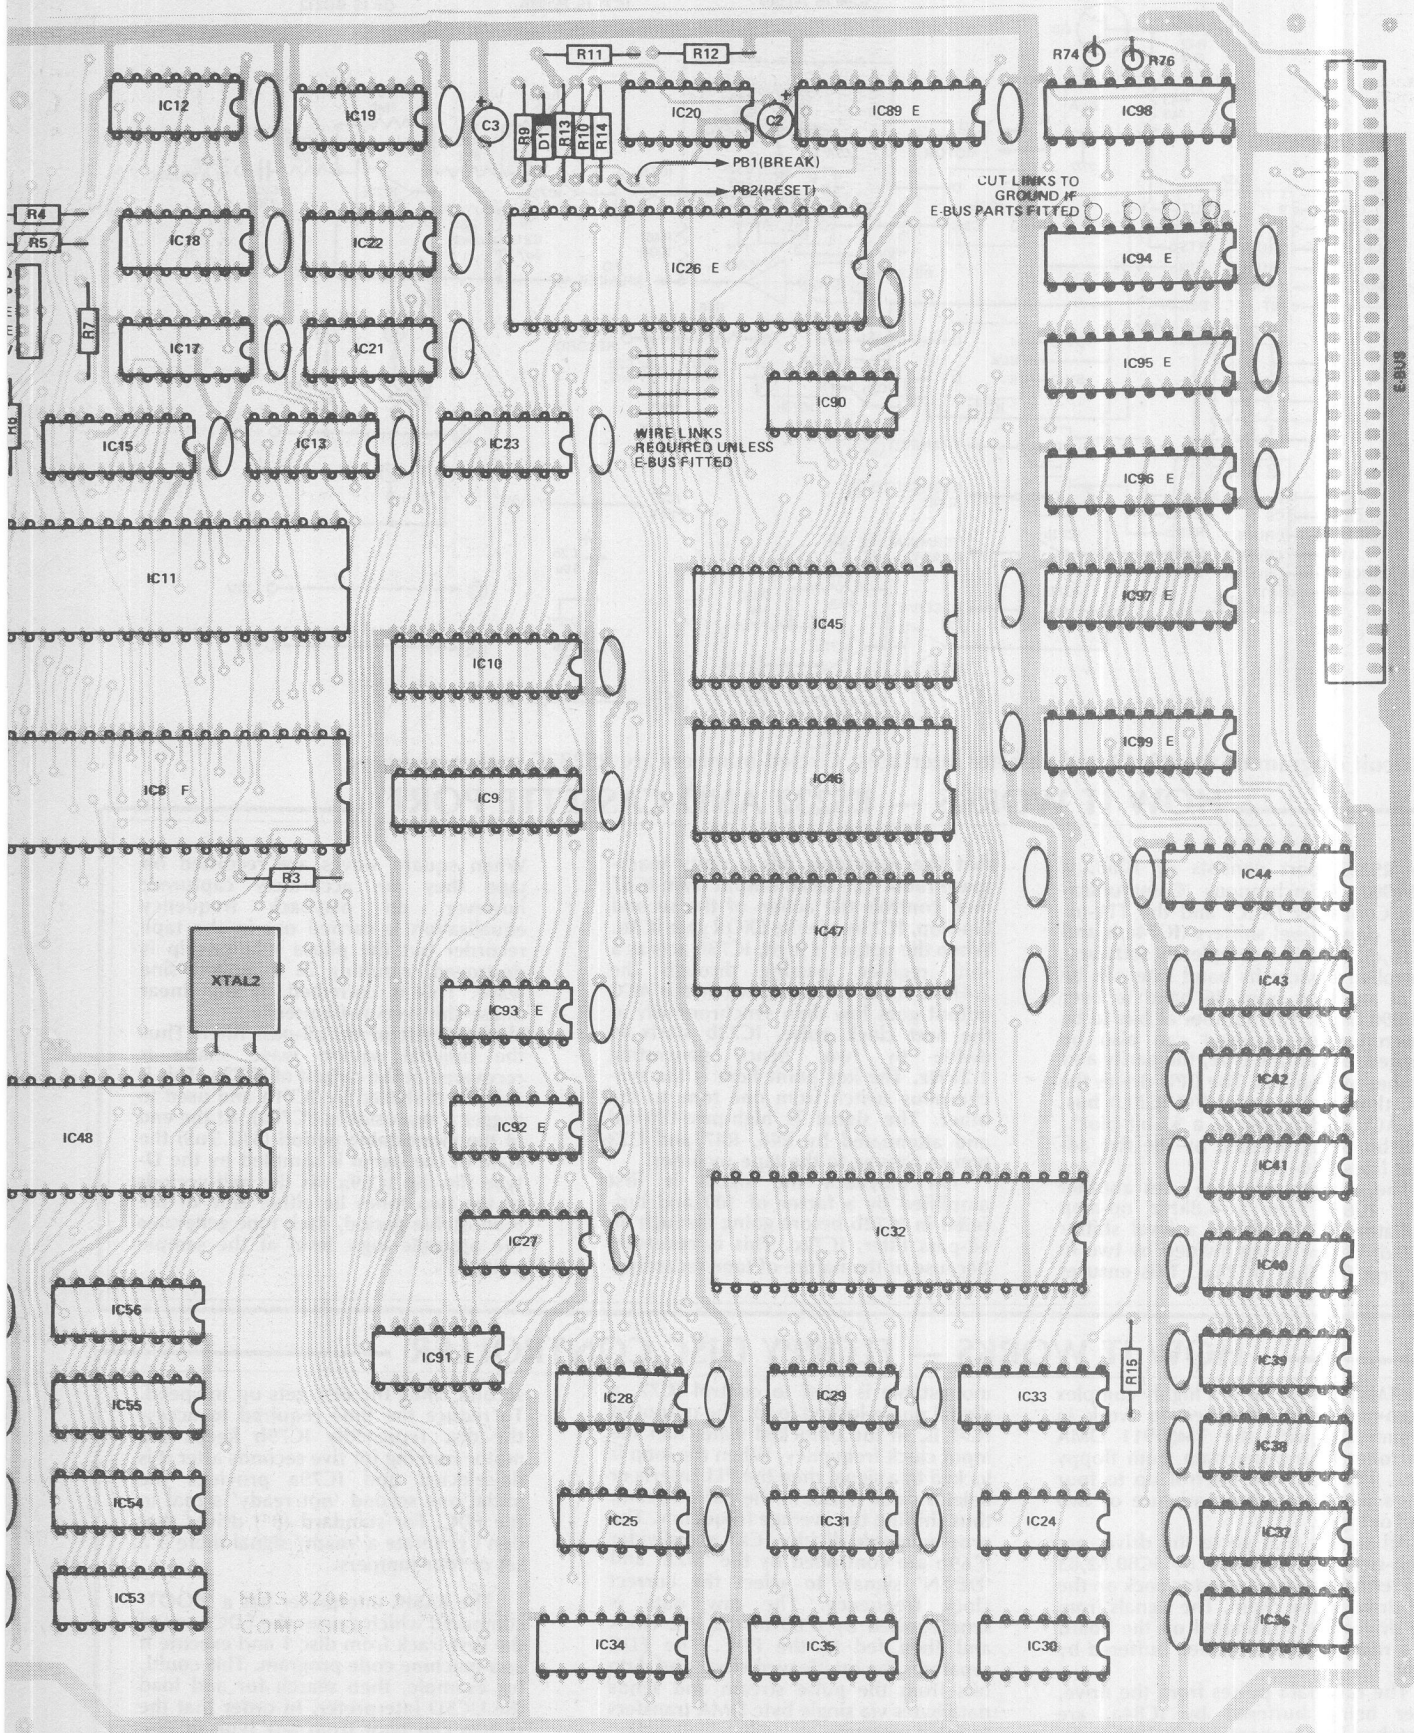 R11
R12
R74
R76
IC12
IC19
C3
R9
D1
R13
R10
R14
IC20
C2
IC89 E
IC98
PB1(BREAK)
PB2(RESET)
CUT LINKS TO
GROUND IF
E-BUS PARTS FITTED
R4
R5
IC18
IC22
IC26 E
IC94 E
R7
IC17
IC21
IC95 E
E-BUS
IC90
R6
IC15
IC13
IC23
WIRE LINKS
REQUIRED UNLESS
E-BUS FITTED
IC96 E
IC11
IC45
IC97 E
IC10
IC99 E
IC8 F
IC9
IC46
R3
IC44
IC47
XTAL2
IC43
IC93 E
IC42
IC92 E
IC48
IC41
IC27
IC32
IC40
IC56
IC91 E
IC39
R15
IC28
IC29
IC33
IC55
IC38
IC54
IC25
IC31
IC24
IC37
IC53
HDS 8206 iss1
COMP SIDE
IC36
IC34
IC35
IC30